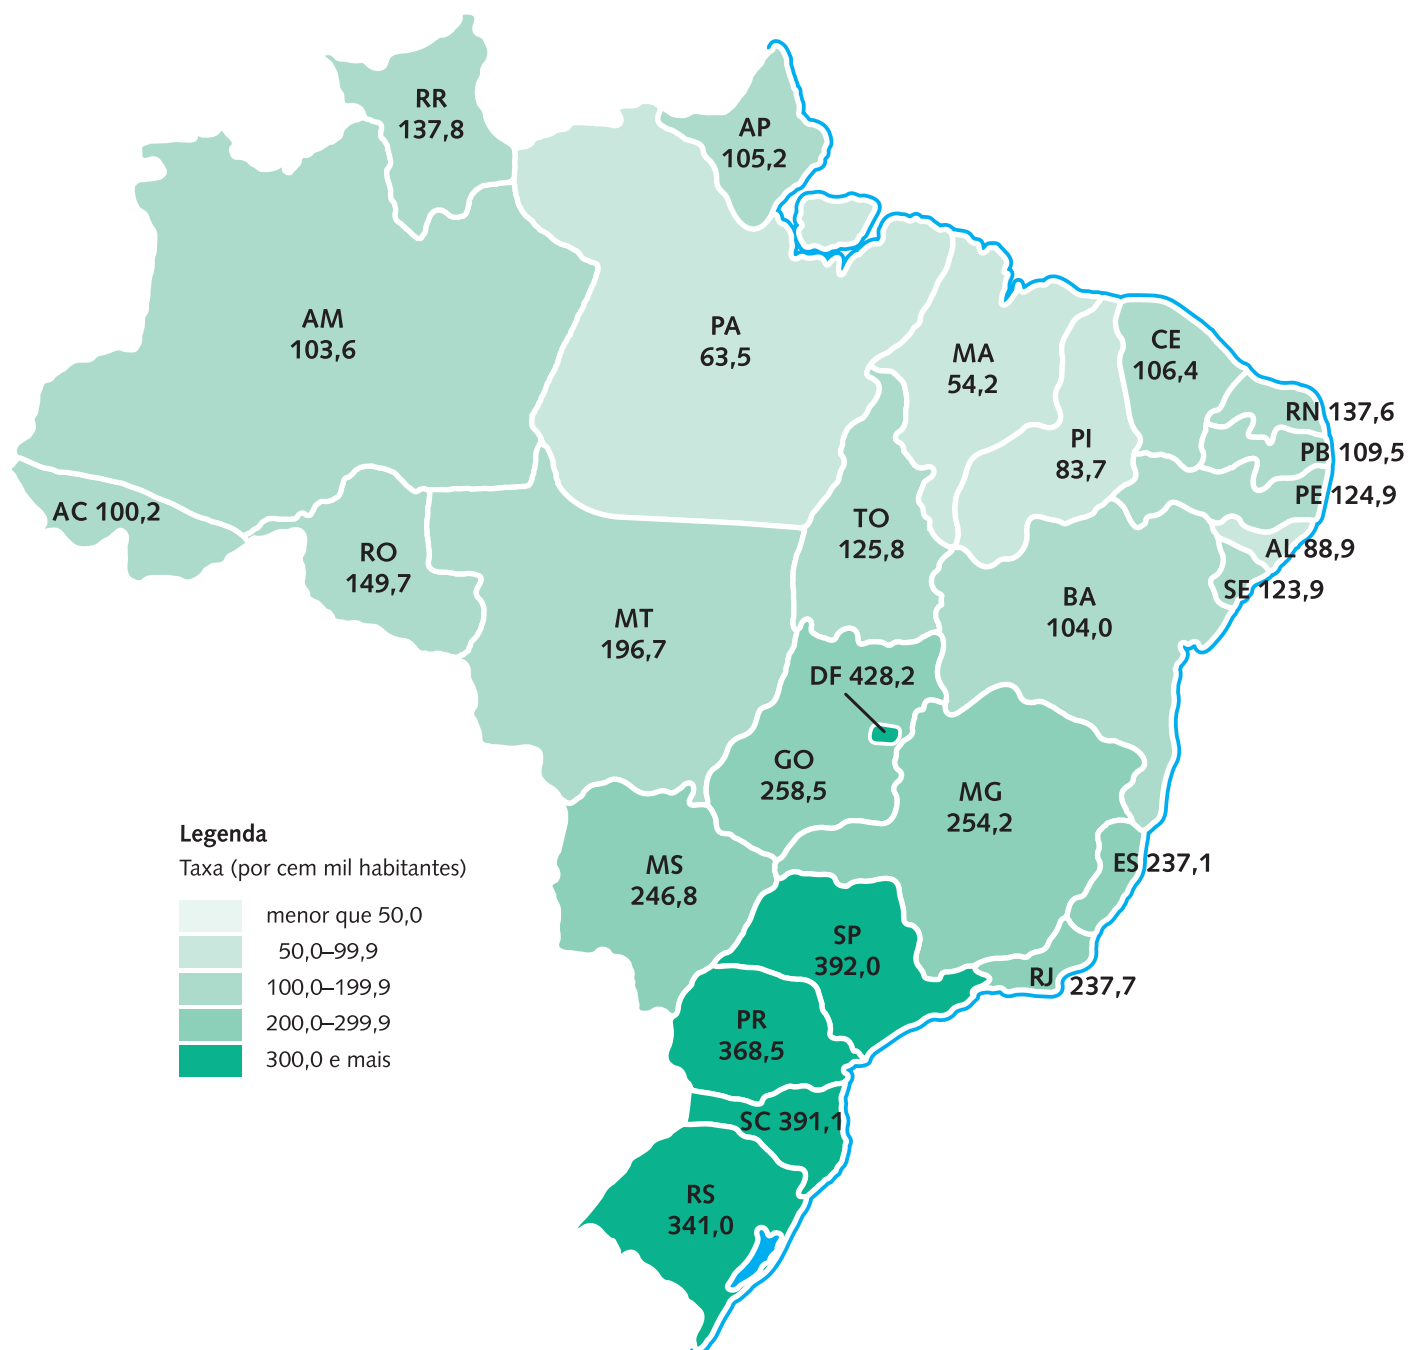 RR
137,8
AP
105,2
AM
103,6
PA
63,5
MA
54,2
CE
106,4
RN 137,6
PB 109,5
PI
83,7
PE 124,9
AC 100,2
TO
125,8
AL 88,9
RO
149,7
SE 123,9
BA
104,0
MT
196,7
DF 428,2
GO
258,5
MG
254,2
ES 237,1
MS
246,8
SP
392,0
RJ 237,7
PR
368,5
SC 391,1
RS
341,0
Legenda
Taxa (por cem mil habitantes)
menor que 50,0
50,0–99,9
100,0–199,9
200,0–299,9
300,0 e mais